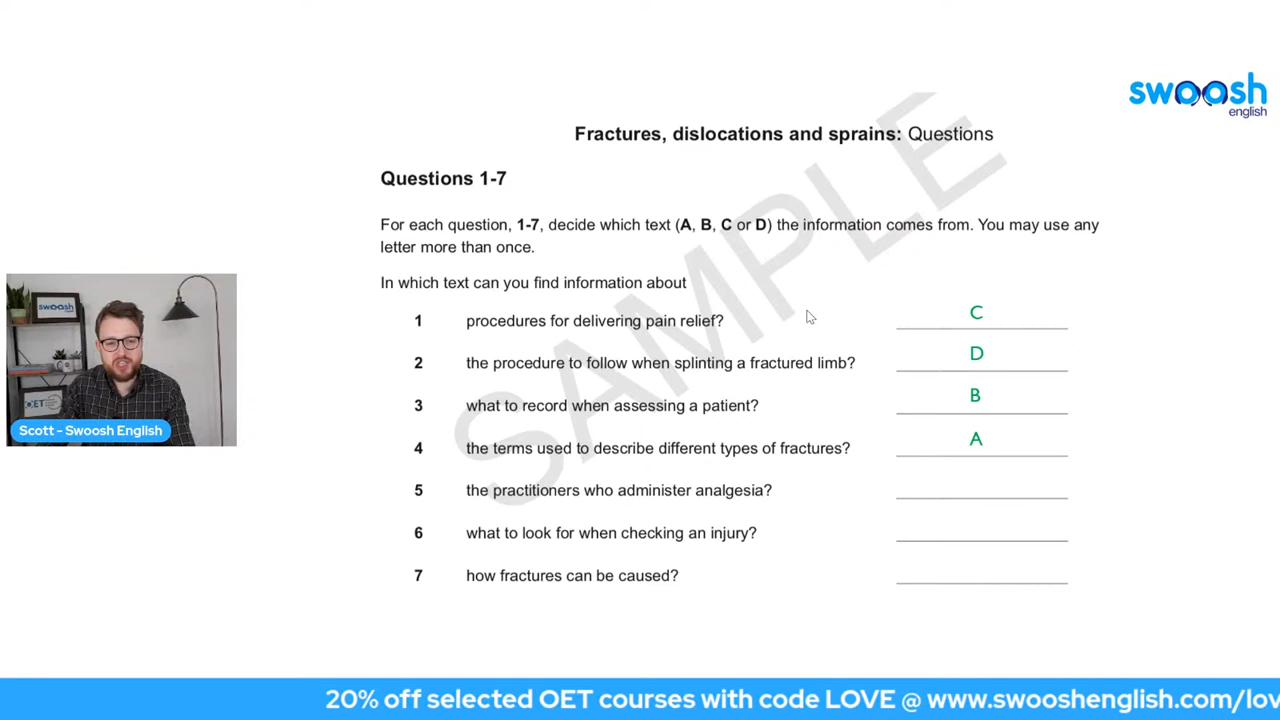 swoosh
english
Fractures, dislocations and sprains: Questions
Questions 1-7
For each question, 1-7, decide which text (A, B, C or D) the information comes from. You may use any
letter more than once.
In which text can you find information about
1 procedures for delivering pain relief? C
2 the procedure to follow when splinting a fractured limb? D
3 what to record when assessing a patient? B
4 the terms used to describe different types of fractures? A
5 the practitioners who administer analgesia?
6 what to look for when checking an injury?
7 how fractures can be caused?
SAMPLE
swoosh
OET
Scott - Swoosh English
20% off selected OET courses with code LOVE @ www.swooshenglish.com/lov